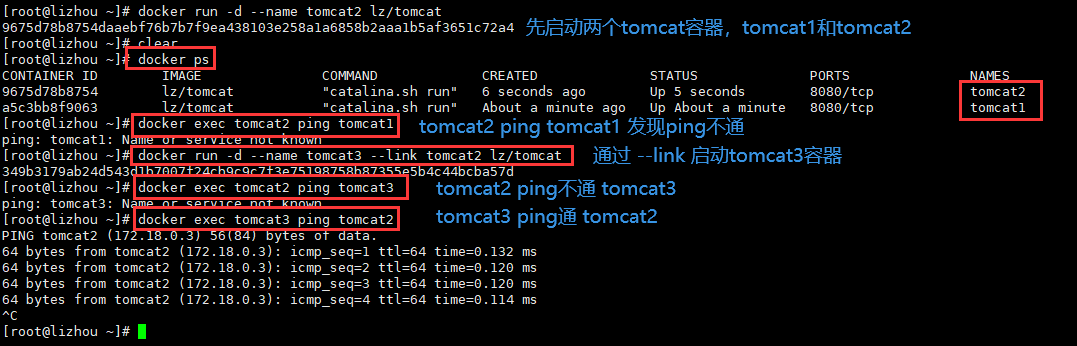 [root@lizhou ~]# docker run -d --name tomcat2 lz/tomcat
9675d78b8754daaebf76b7b7f9ea438103e258a1a6858b2aaa1b5af3651c72a4 先启动两个tomcat容器，tomcat1和tomcat2
[root@lizhou ~]# clear
[root@lizhou ~]# docker ps
CONTAINER ID IMAGE COMMAND CREATED STATUS PORTS NAMES
9675d78b8754 lz/tomcat "catalina.sh run" 6 seconds ago Up 5 seconds 8080/tcp tomcat2
a5c3bb8f9063 lz/tomcat "catalina.sh run" About a minute ago Up About a minute 8080/tcp tomcat1
[root@lizhou ~]# docker exec tomcat2 ping tomcat1 tomcat2 ping tomcat1 发现ping不通
ping: tomcat1: Name or service not known
[root@lizhou ~]# docker run -d --name tomcat3 --link tomcat2 lz/tomcat 通过 --link 启动tomcat3容器
349b3179ab24d543d1b7007f24cb9c9c7f3e75198758b87355e5b4c44bcba57d
[root@lizhou ~]# docker exec tomcat2 ping tomcat3 tomcat2 ping不通 tomcat3
ping: tomcat3: Name or service not known
[root@lizhou ~]# docker exec tomcat3 ping tomcat2 tomcat3 ping通 tomcat2
PING tomcat2 (172.18.0.3) 56(84) bytes of data.
64 bytes from tomcat2 (172.18.0.3): icmp_seq=1 ttl=64 time=0.132 ms
64 bytes from tomcat2 (172.18.0.3): icmp_seq=2 ttl=64 time=0.120 ms
64 bytes from tomcat2 (172.18.0.3): icmp_seq=3 ttl=64 time=0.120 ms
64 bytes from tomcat2 (172.18.0.3): icmp_seq=4 ttl=64 time=0.114 ms
^C
[root@lizhou ~]#